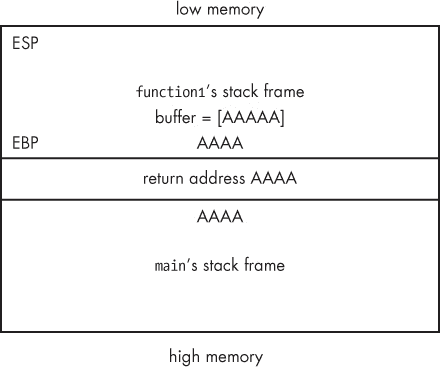 low memory
ESP
function1's stack frame
buffer = [AAAAA]
EBP AAAA
return address AAAA
AAAA
main's stack frame
high memory